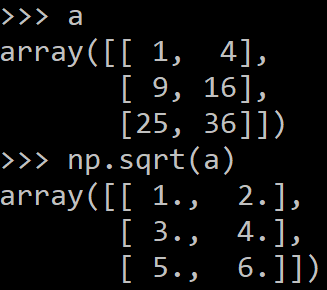 >>> a
array([[ 1,  4],
       [ 9, 16],
       [25, 36]])
>>> np.sqrt(a)
array([[ 1.,  2.],
       [ 3.,  4.],
       [ 5.,  6.]])